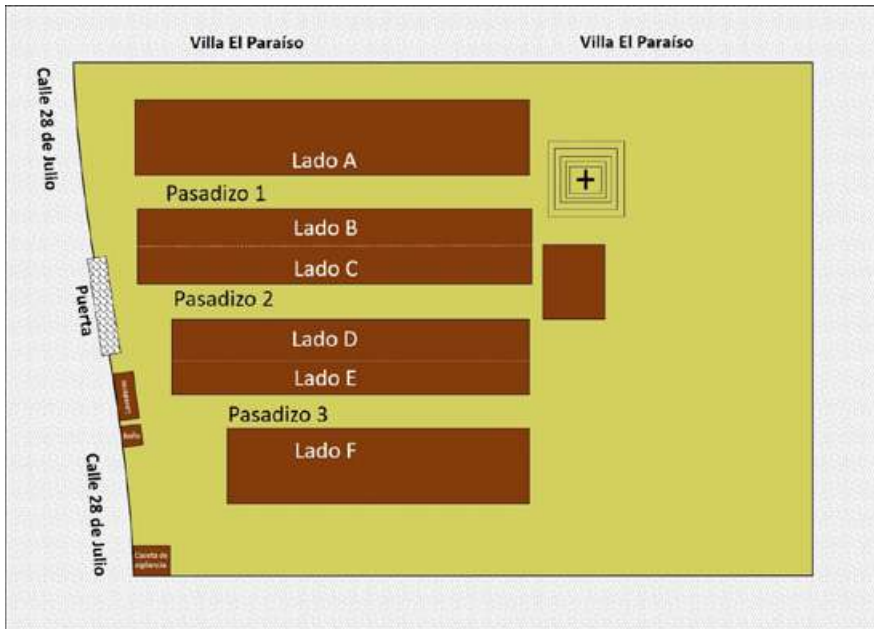 Villa El Paraíso
Villa El Paraíso
Calle 28 de Julio
Lado A
Pasadizo 1
Lado B
Lado C
Puerta
Pasadizo 2
Lado D
Lado E
Pasadizo 3
Baño
Lado F
Calle 28 de Julio
Caseta de
vigilancia